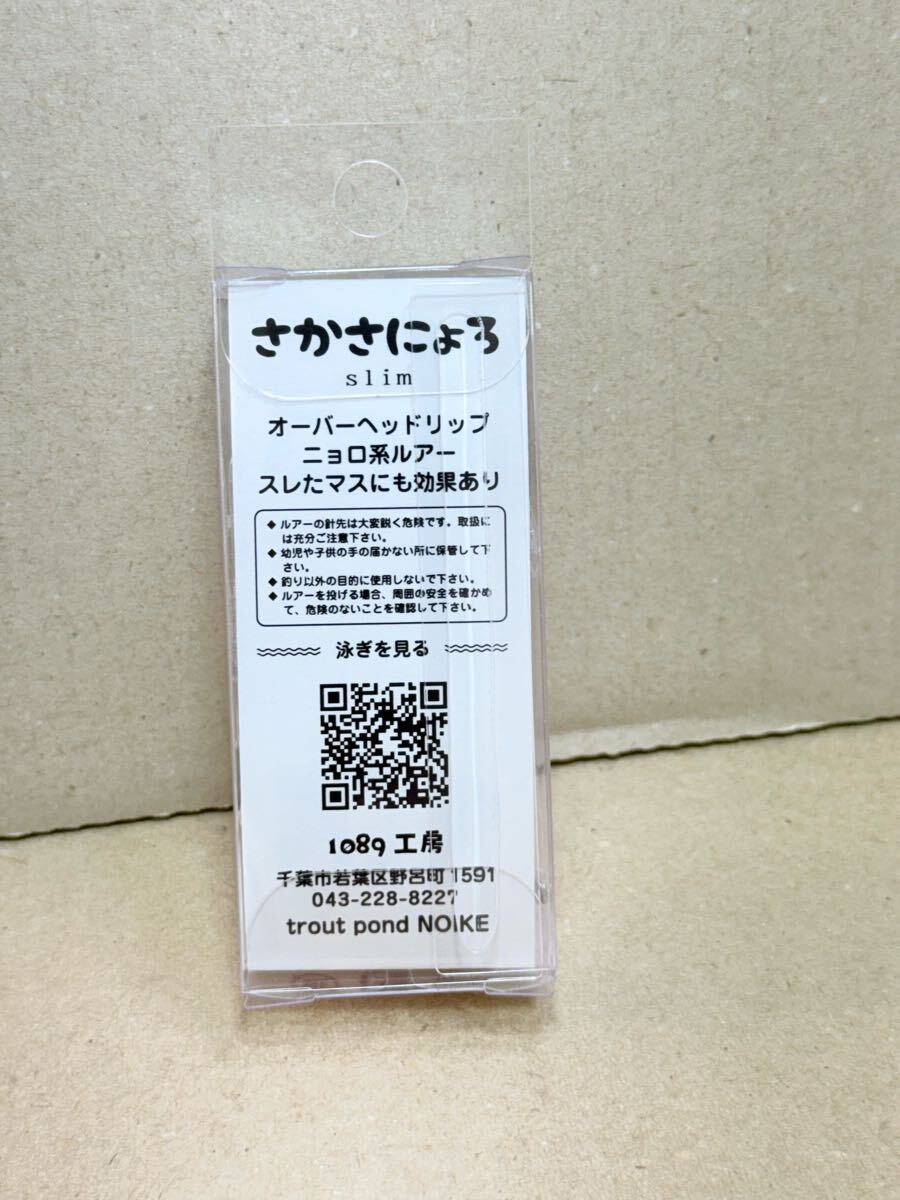 さかさにょろ
slim
オーバーヘッドリップ
ニョロ系ルアー
スレたマスにも効果あり
◆ ルアーの針先は大変鋭く危険です。取扱に
は充分ご注意下さい。
◆ 幼児や子供の手の届かない所に保管して下
さい。
◆ 釣り以外の目的に使用しないで下さい。
◆ ルアーを投げる場合、周囲の安全を確かめ
て、危険のないことを確認して下さい。
泳ぎを見る
1089 工房
千葉市若葉区野呂町 1591
043-228-8227
trout pond NOIKE